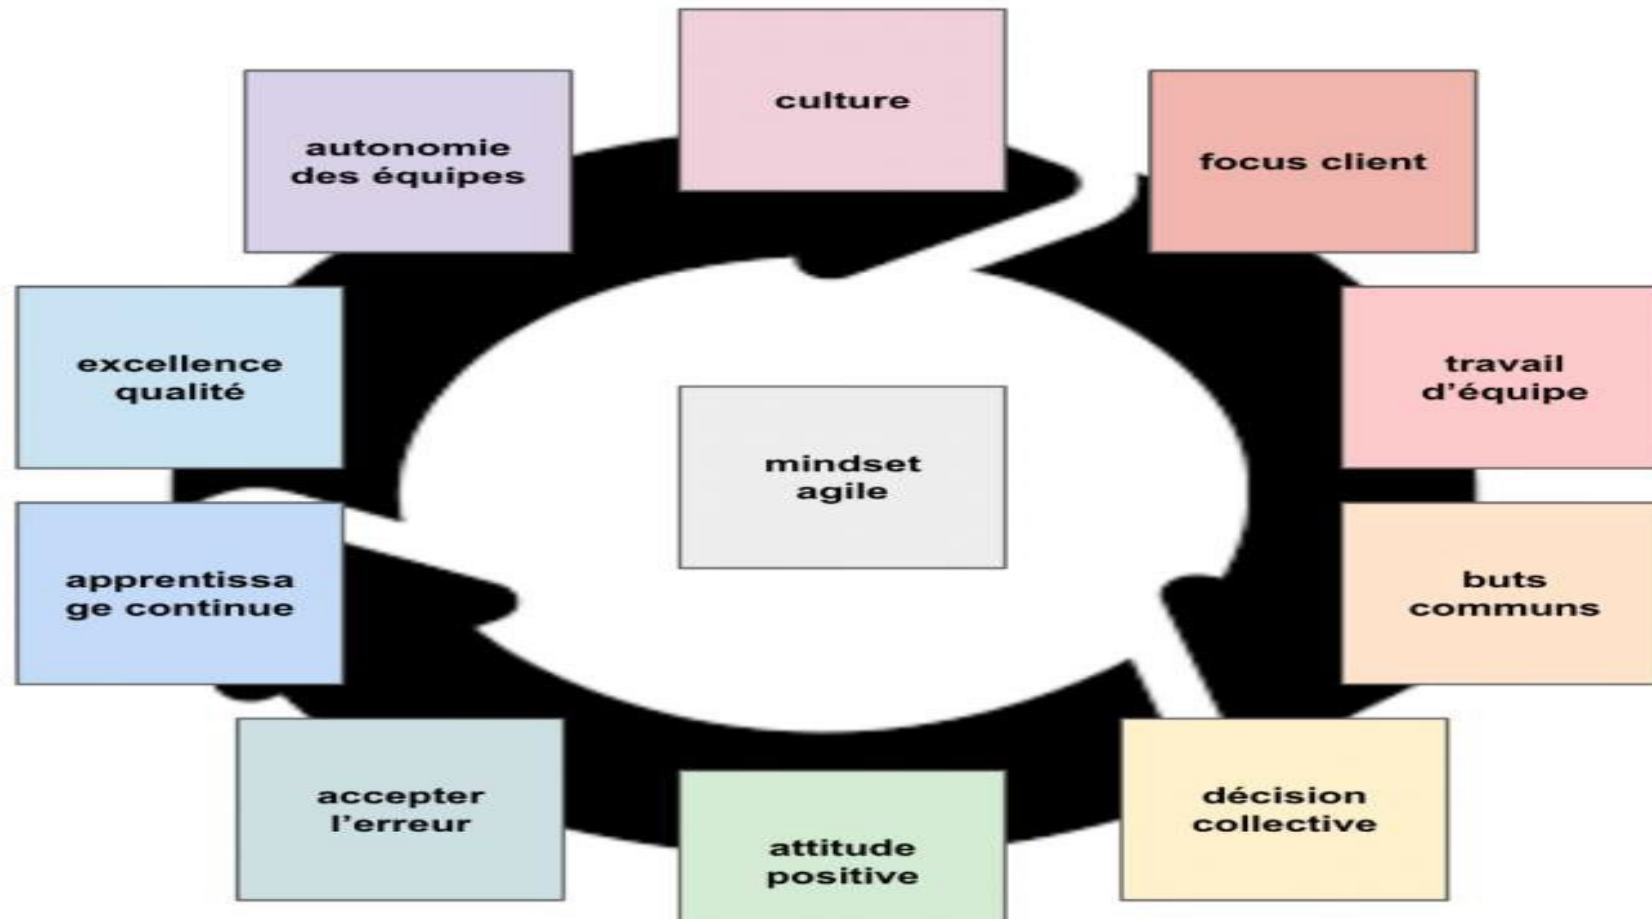 culture
autonomie
des équipes
focus client
excellence
qualité
travail
d’équipe
mindset
agile
apprentissa
ge continue
buts
communs
accepter
l’erreur
décision
collective
attitude
positive